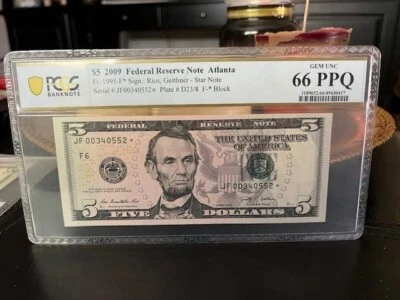 PCGS
BANKNOTE
$5 2009 Federal Reserve Note Atlanta
Fr. 1995-F* Sign.: Rios, Geithner - Star Note
Serial # JF00340552* Plate # D23/8 F-* Block
GEM UNC
66 PPQ
FEDERAL RESERVE NOTE
THE UNITED STATES
OF AMERICA
5
5
JF 00340552 *
F6
JF 00340552 *
5
FIVE DOLLARS
5